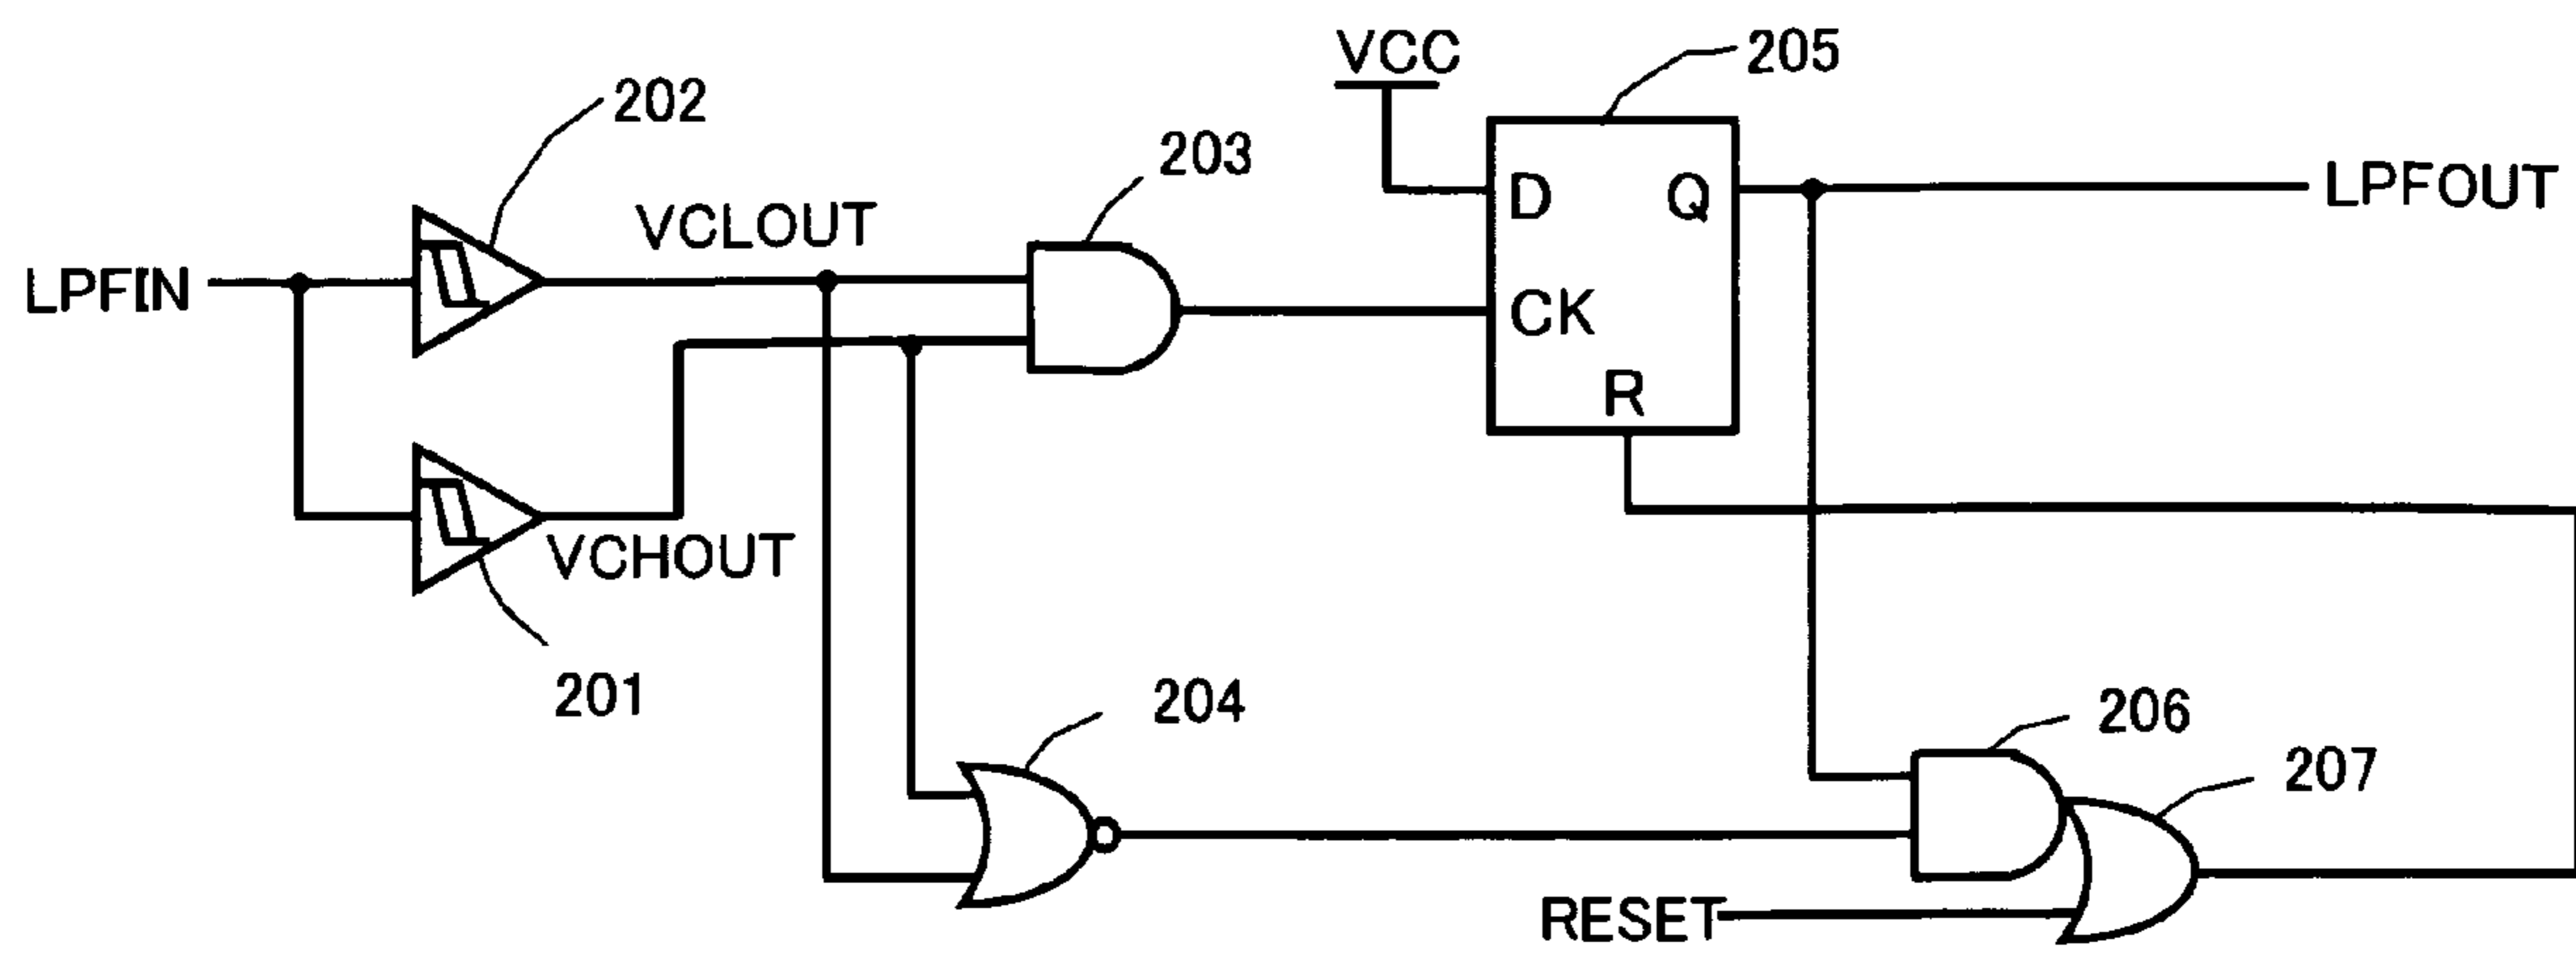 VCC
205
202
203
VCLOUT
D
Q
LPFOUT
LPFIN
CK
R
VCHOUT
201
204
206
207
RESET